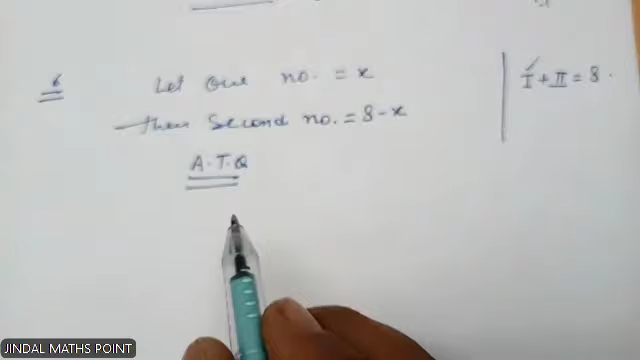 6
Let one no. = x
then Second no. = 8-x
I + II = 8.
A.T.Q
JINDAL MATHS POINT